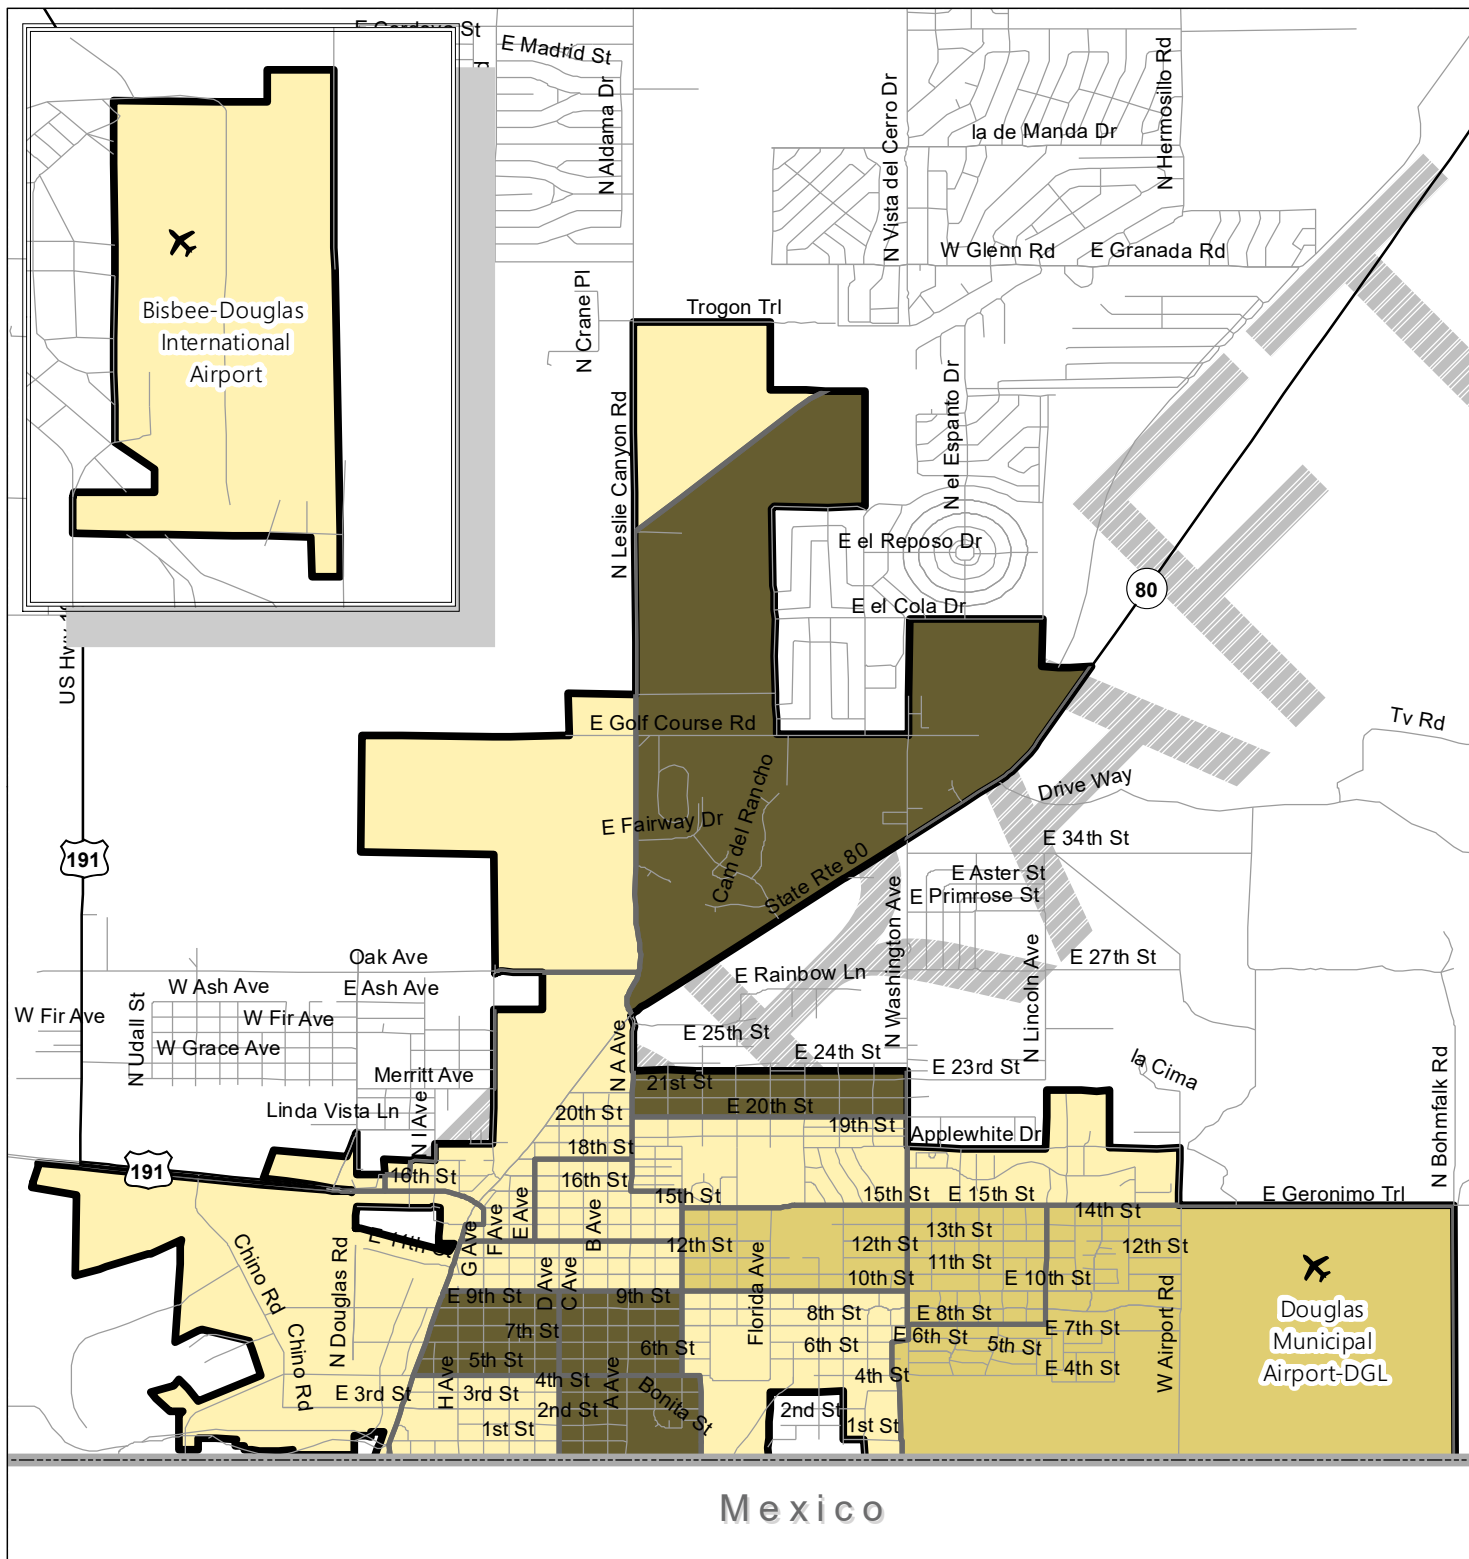 E Madrid St
N Aldama Dr
N Vista del Cerro Dr
la de Manda Dr
N Hermosillo Rd
W Glenn Rd
E Granada Rd
Bisbee-Douglas
International
Airport
N Crane Pl
Trogon Trl
N Leslie Canyon Rd
N el Espanto Dr
E el Reposo Dr
E el Cola Dr
80
US Hwy
E Golf Course Rd
Tv Rd
Cam del Rancho
Drive Way
E Fairway Dr
E 34th St
191
State Rte 80
E Aster St
E Primrose St
N Washington Ave
N Lincoln Ave
Oak Ave
E 27th St
W Ash Ave
E Ash Ave
E Rainbow Ln
W Fir Ave
N Udall St
W Fir Ave
W Grace Ave
N A Ave
E 25th St
E 24th St
E 23rd St
la Cima
N Bohmfalk Rd
Merritt Ave
21st St
E 20th St
Linda Vista Ln
N I Ave
20th St
19th St
Applewhite Dr
18th St
191
16th St
16th St
15th St
15th St
E 15th St
E Geronimo Trl
14th St
E Ave
F Ave
G Ave
B Ave
13th St
12th St
12th St
12th St
Chino Rd
N Douglas Rd
11th St
10th St
E 10th St
D Ave
C Ave
E 9th St
9th St
Florida Ave
W Airport Rd
8th St
E 8th St
E 7th St
Douglas
Municipal
Airport-DGL
7th St
6th St
6th St
E 6th St
5th St
5th St
E 4th St
4th St
4th St
Chino Rd
E 3rd St
H Ave
3rd St
A Ave
Bonita St
2nd St
2nd St
1st St
1st St
Mexico